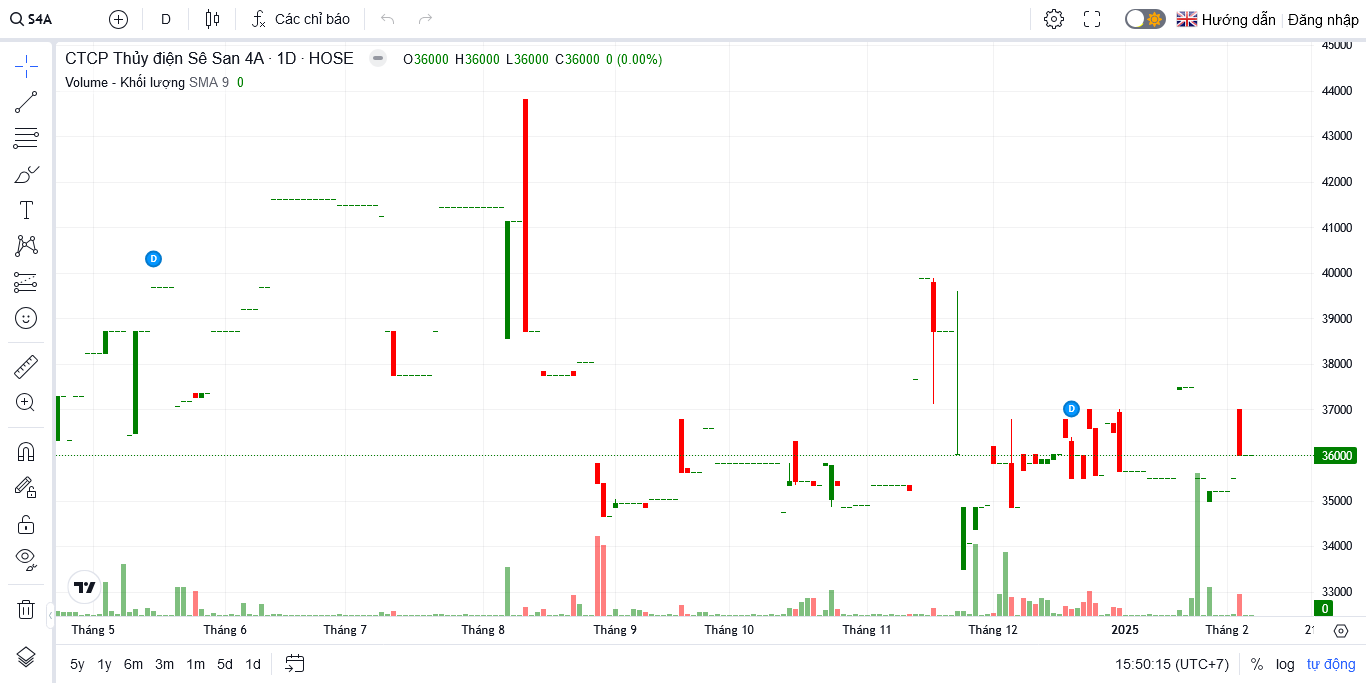 S4A D Các chỉ báo Hướng dẫn Đăng nhập
CTCP Thủy điện Sê San 4A · 1D · HOSE O36000 H36000 L36000 C36000 0 (0.00%)
Volume - Khối lượng SMA 9 0
45000
44000
43000
42000
41000
40000
39000
38000
37000
36000
35000
34000
33000
0
D
D
Tháng 5 Tháng 6 Tháng 7 Tháng 8 Tháng 9 Tháng 10 Tháng 11 Tháng 12 2025 Tháng 2
5y 1y 6m 3m 1m 5d 1d 15:50:15 (UTC+7) % log tự động